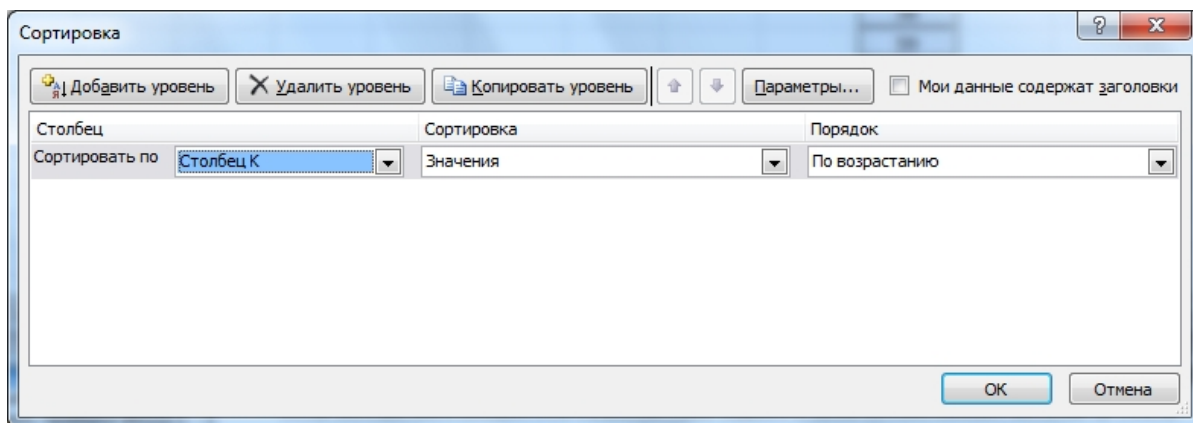 Сортировка
Добавить уровень Удалить уровень Копировать уровень Параметры... Мои данные содержат заголовки
Столбец Сортировка Порядок
Сортировать по Столбец K Значения По возрастанию
ОК Отмена